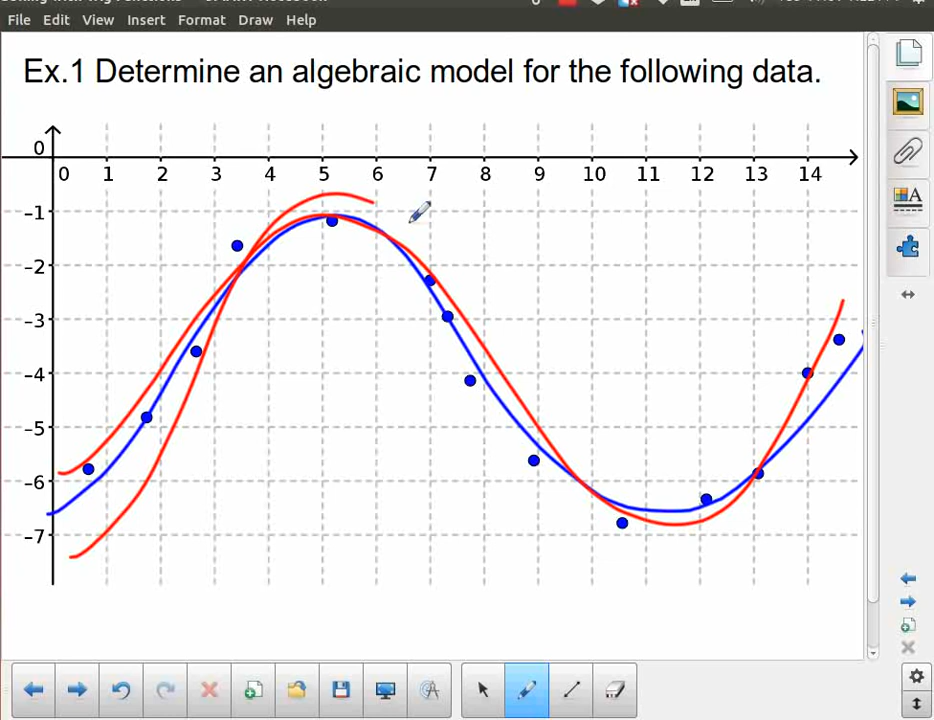 File Edit View Insert Format Draw Help
Ex.1 Determine an algebraic model for the following data.
0
0 1 2 3 4 5 6 7 8 9 10 11 12 13 14
−1
−2
−3
−4
−5
−6
−7